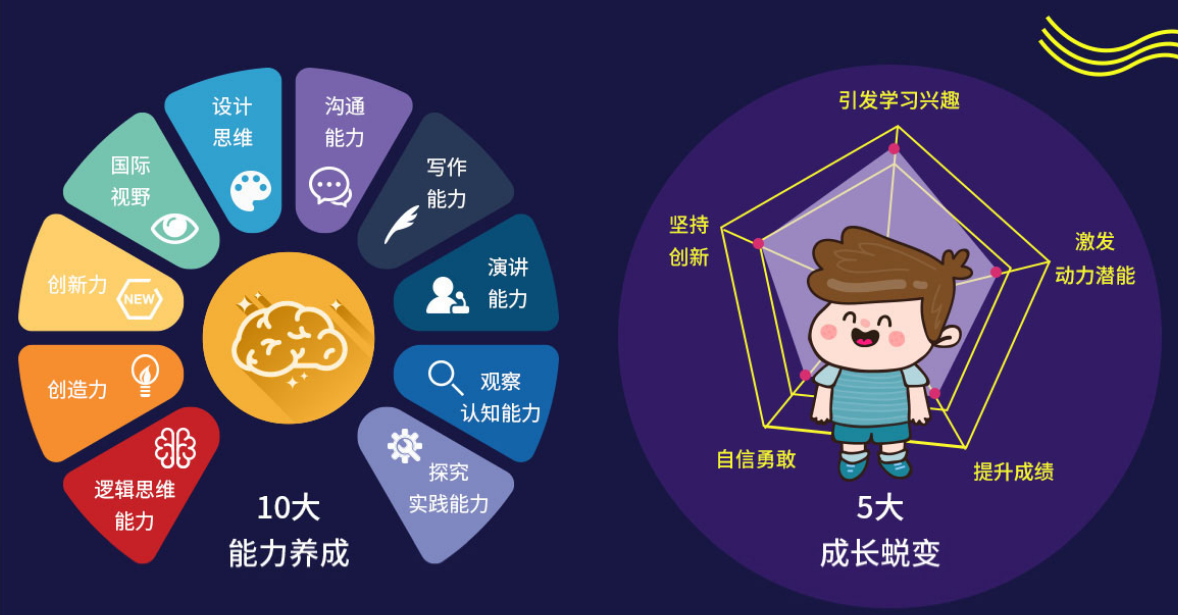 设计
思维
沟通
能力
国际
视野
写作
能力
创新力
NEW
演讲
能力
创造力
观察
认知能力
逻辑思维
能力
探究
实践能力
10大
能力养成
引发学习兴趣
坚持
创新
激发
动力潜能
自信勇敢
提升成绩
5大
成长蜕变